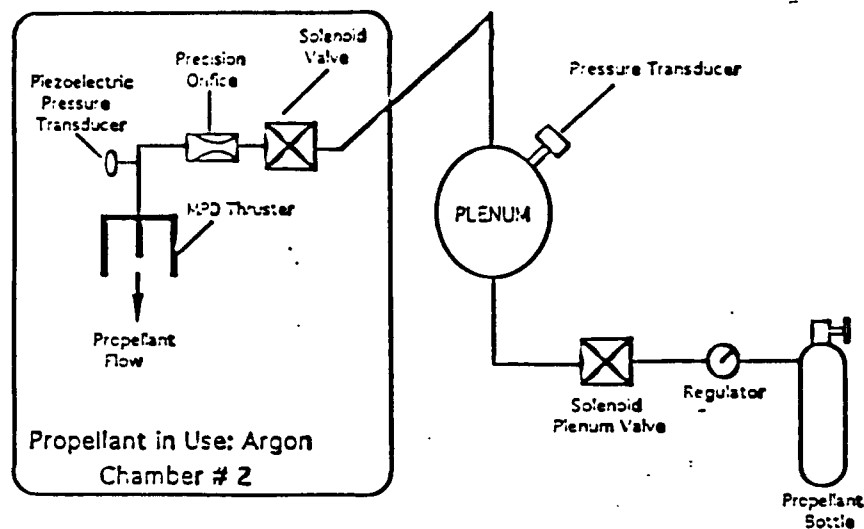 Solenoid
Valve
Precision
Orifice
Piezoelectric
Pressure
Transducer
MPD Thruster
Propellant
Flow
Propellant in Use: Argon
Chamber # 2
Pressure Transducer
PLENUM
Solenoid
Plenum Valve
Regulator
Propellant
Bottle